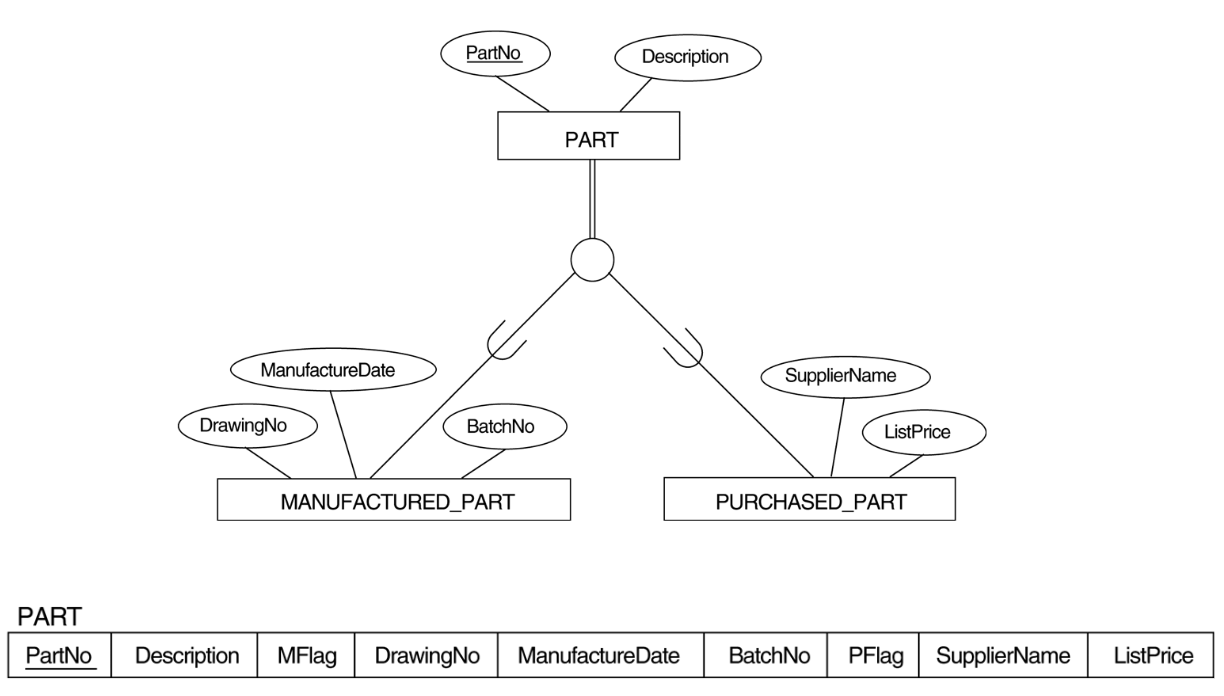 PartNo
Description
PART
ManufactureDate
SupplierName
DrawingNo
BatchNo
ListPrice
MANUFACTURED_PART
PURCHASED_PART
PART
PartNo Description MFlag DrawingNo ManufactureDate BatchNo PFlag SupplierName ListPrice